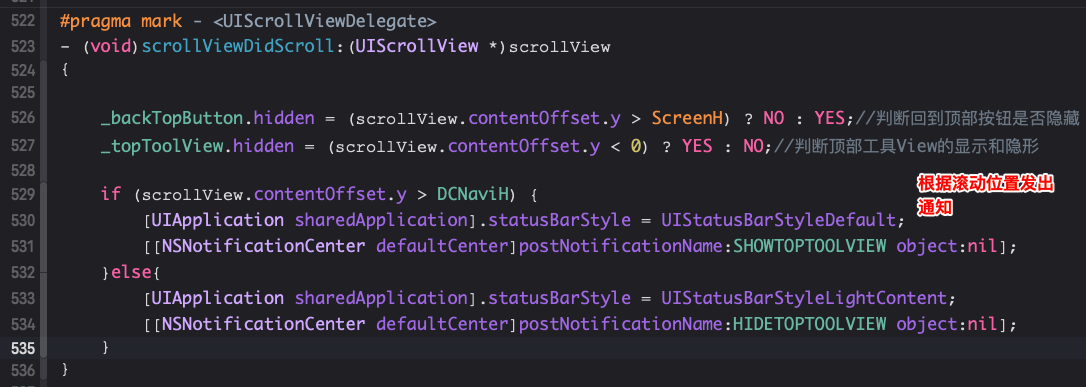 522 #pragma mark - <UIScrollViewDelegate>
523 - (void)scrollViewDidScroll:(UIScrollView *)scrollView
524 {
525
526 _backTopButton.hidden = (scrollView.contentOffset.y > ScreenH) ? NO : YES;//判断回到顶部按钮是否隐藏
527 _topToolView.hidden = (scrollView.contentOffset.y < 0) ? YES : NO;//判断顶部工具View的显示和隐形
528
529 if (scrollView.contentOffset.y > DCNaviH) {
根据滚动位置发出
通知
530 [UIApplication sharedApplication].statusBarStyle = UIStatusBarStyleDefault;
531 [[NSNotificationCenter defaultCenter]postNotificationName:SHOWTOPTOOLVIEW object:nil];
532 }else{
533 [UIApplication sharedApplication].statusBarStyle = UIStatusBarStyleLightContent;
534 [[NSNotificationCenter defaultCenter]postNotificationName:HIDETOPTOOLVIEW object:nil];
535 }
536 }